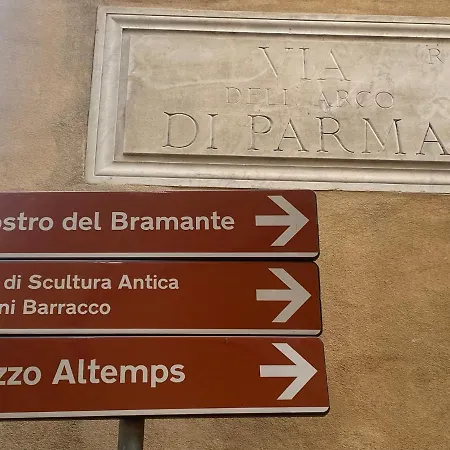 VIA R
DELL'ARCO
DI PARMA
ostro del Bramante
di Scultura Antica
ni Barracco
zzo Altemps